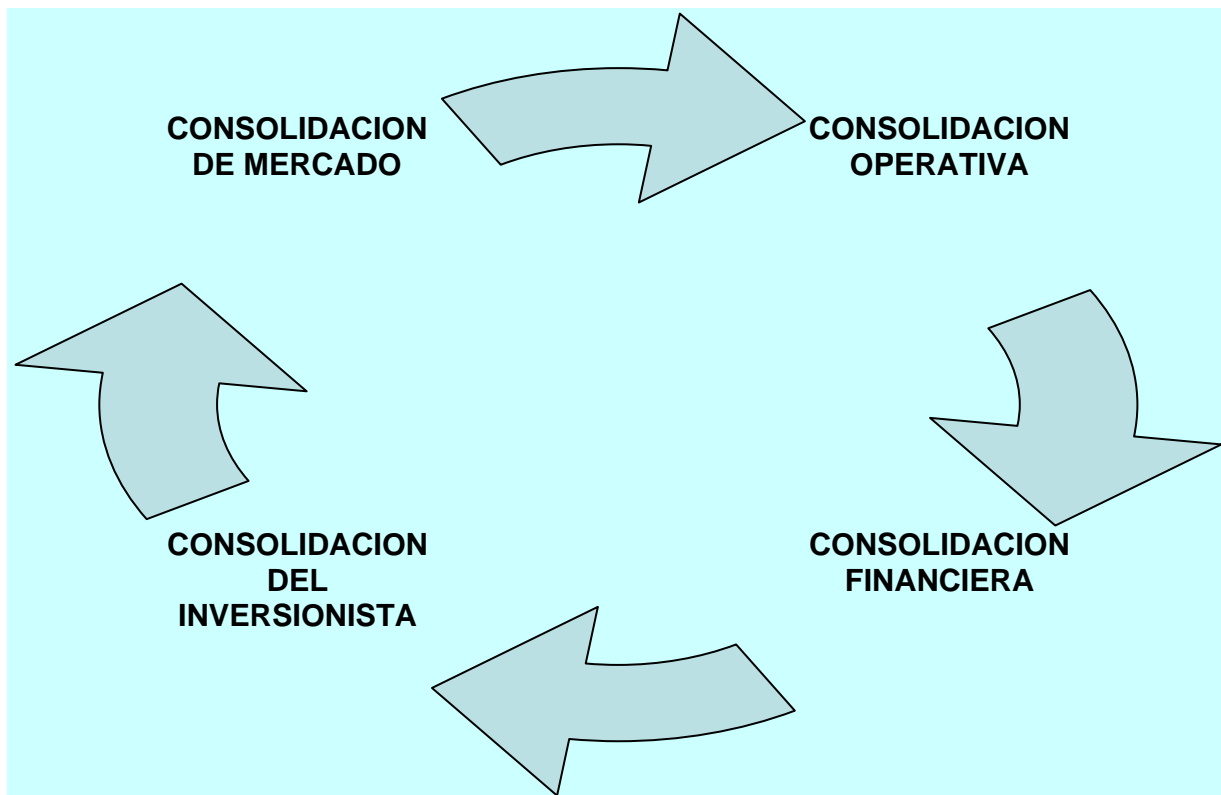 CONSOLIDACION
DE MERCADO
CONSOLIDACION
OPERATIVA
CONSOLIDACION
DEL
INVERSIONISTA
CONSOLIDACION
FINANCIERA